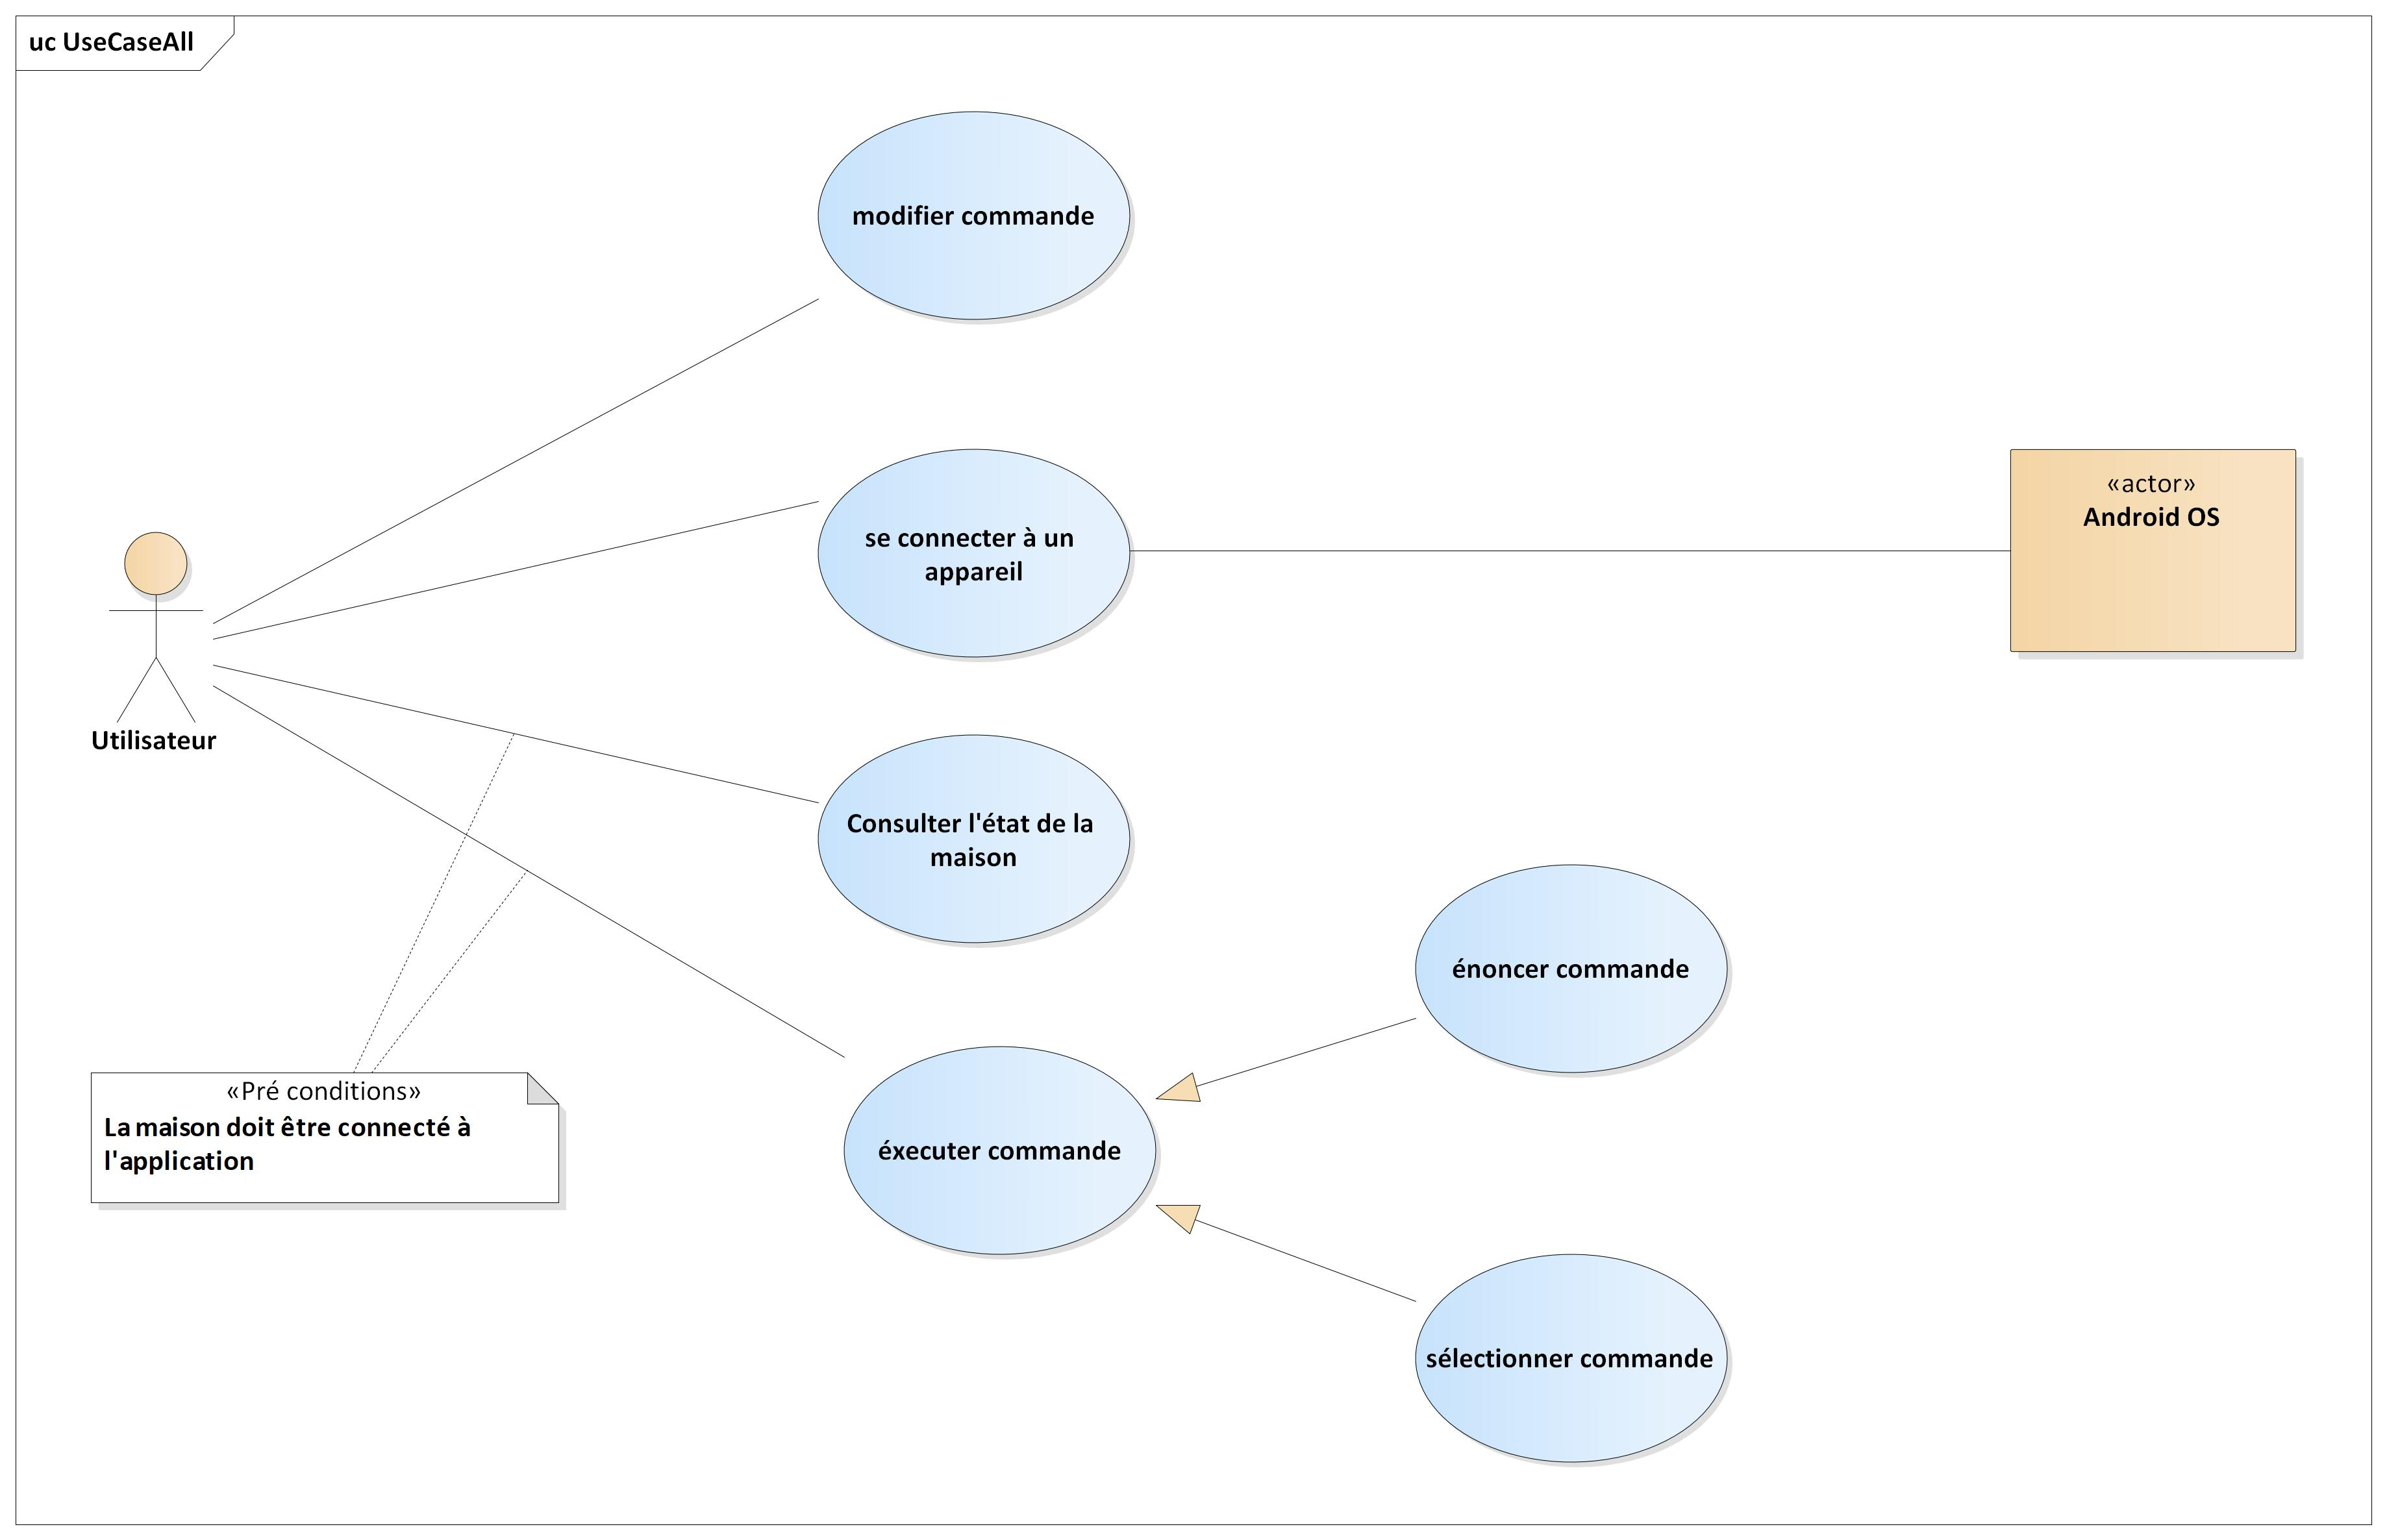 uc UseCaseAll
modifier commande
se connecter à un
appareil
«actor»
Android OS
Utilisateur
Consulter l'état de la
maison
énoncer commande
«Pré conditions»
La maison doit être connecté à
l'application
éxecuter commande
sélectionner commande